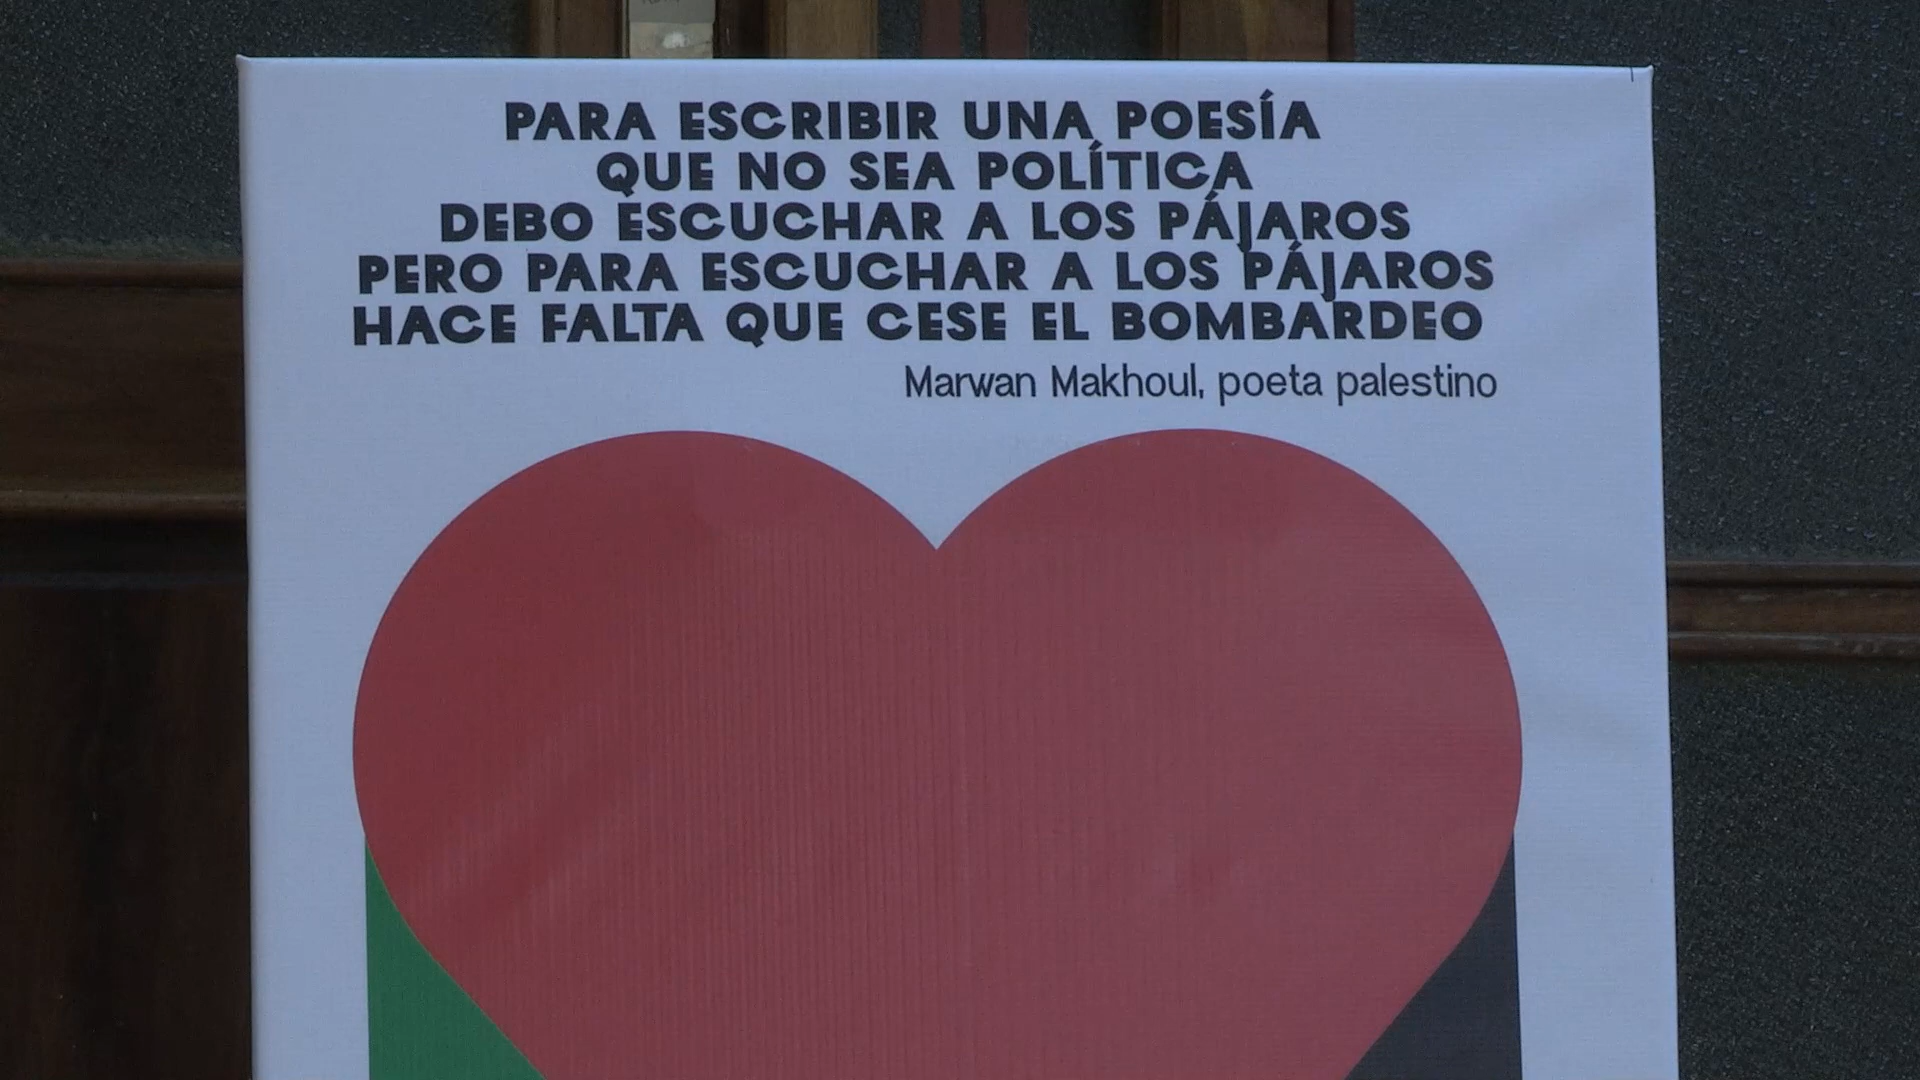 PARA ESCRIBIR UNA POESÍA
QUE NO SEA POLÍTICA
DEBO ESCUCHAR A LOS PÁJAROS
PERO PARA ESCUCHAR A LOS PÁJAROS
HACE FALTA QUE CESE EL BOMBARDEO
Marwan Makhoul, poeta palestino